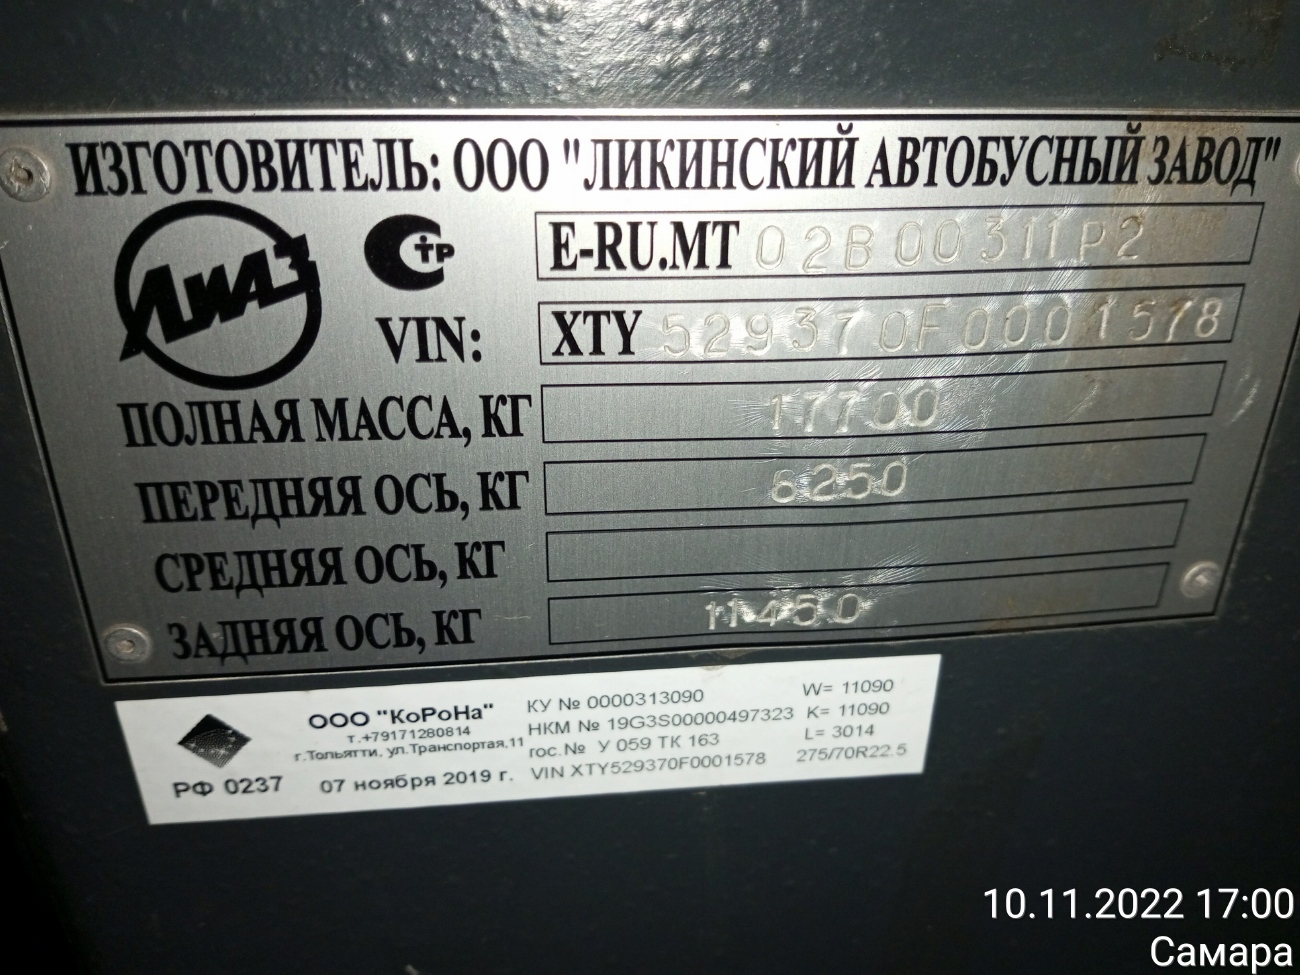 ИЗГОТОВИТЕЛЬ: ООО "ЛИКИНСКИЙ АВТОБУСНЫЙ ЗАВОД"
ЛИАЗ
СТР
E-RU.MT 02B00311P2
VIN: XTY 529370F0001578
ПОЛНАЯ МАССА, КГ 17700
ПЕРЕДНЯЯ ОСЬ, КГ 8250
СРЕДНЯЯ ОСЬ, КГ
ЗАДНЯЯ ОСЬ, КГ 11450
ООО "КоРоНа"
т.+79171280814
г.Тольятти, ул.Транспортая,11
РФ 0237 07 ноября 2019 г.
КУ № 0000313090
НКМ № 19G3S00000497323
гос.№ У 059 ТК 163
VIN XTY529370F0001578
W= 11090
K= 11090
L= 3014
275/70R22.5
10.11.2022 17:00
Самара